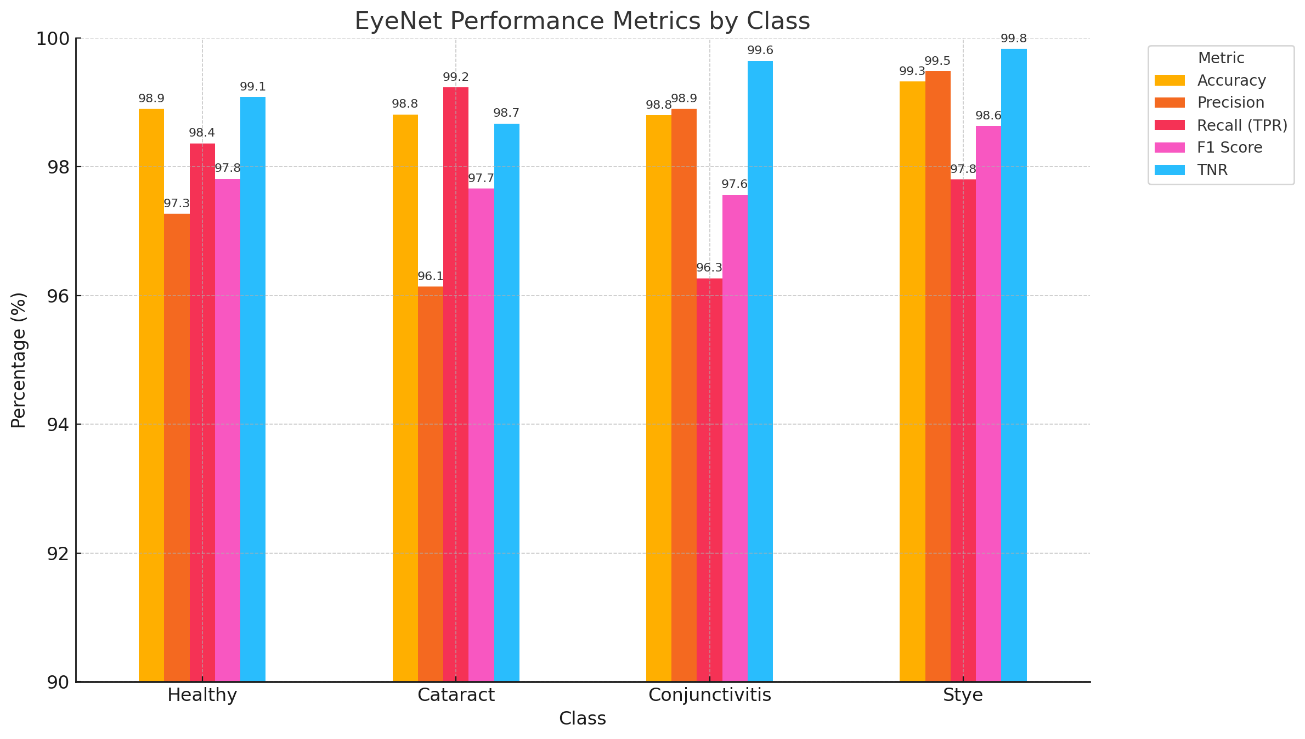 EyeNet Performance Metrics by Class
Percentage (%)
100
98
96
94
92
90
98.9
97.3
98.4
97.8
99.1
98.8
96.1
99.2
97.7
98.7
98.8
98.9
96.3
97.6
99.6
99.3
99.5
97.8
98.6
99.8
Healthy
Cataract
Conjunctivitis
Stye
Class
Metric
Accuracy
Precision
Recall (TPR)
F1 Score
TNR